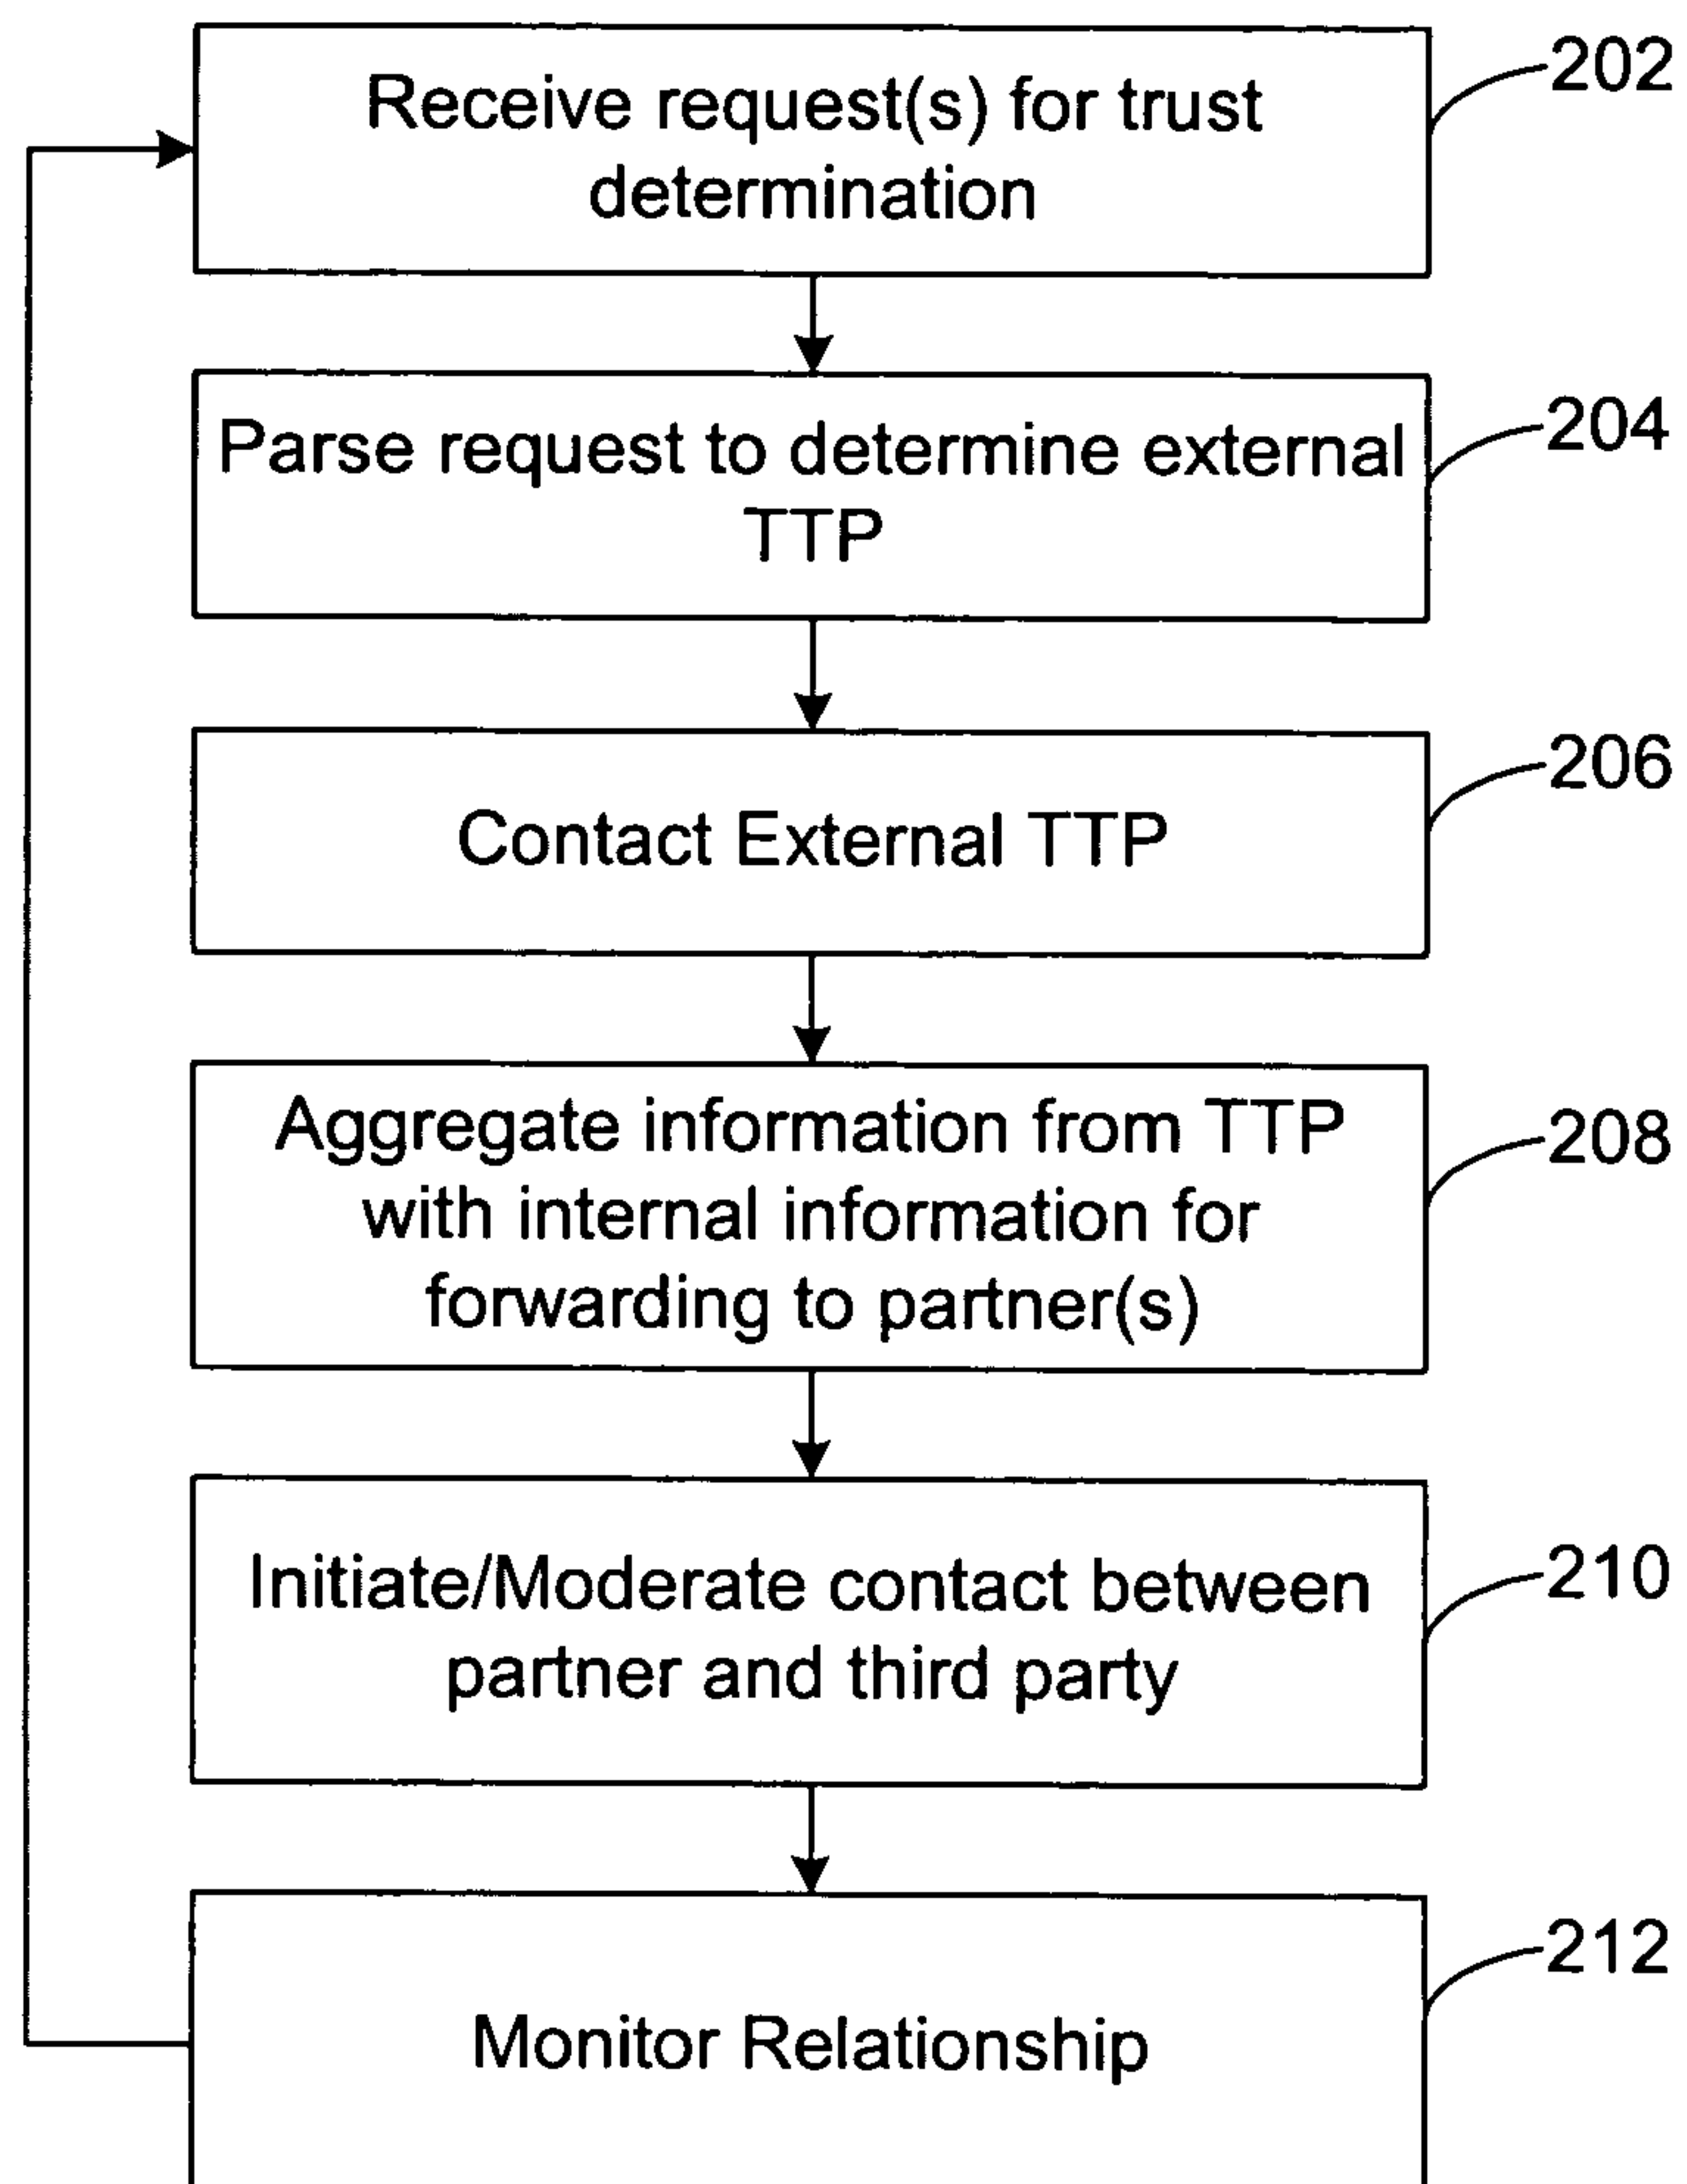 Receive request(s) for trust
determination
202
Parse request to determine external
TTP
204
Contact External TTP
206
Aggregate information from TTP
with internal information for
forwarding to partner(s)
208
Initiate/Moderate contact between
partner and third party
210
Monitor Relationship
212